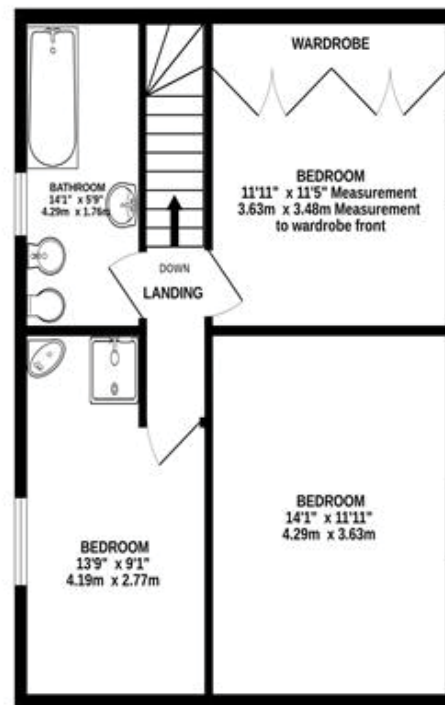 WARDROBE
BEDROOM
11'11" x 11'5" Measurement
3.63m x 3.48m Measurement
to wardrobe front
BATHROOM
14'1" x 5'9"
4.29m x 1.76m
DOWN
LANDING
BEDROOM
14'1" x 11'11"
4.29m x 3.63m
BEDROOM
13'9" x 9'1"
4.19m x 2.77m